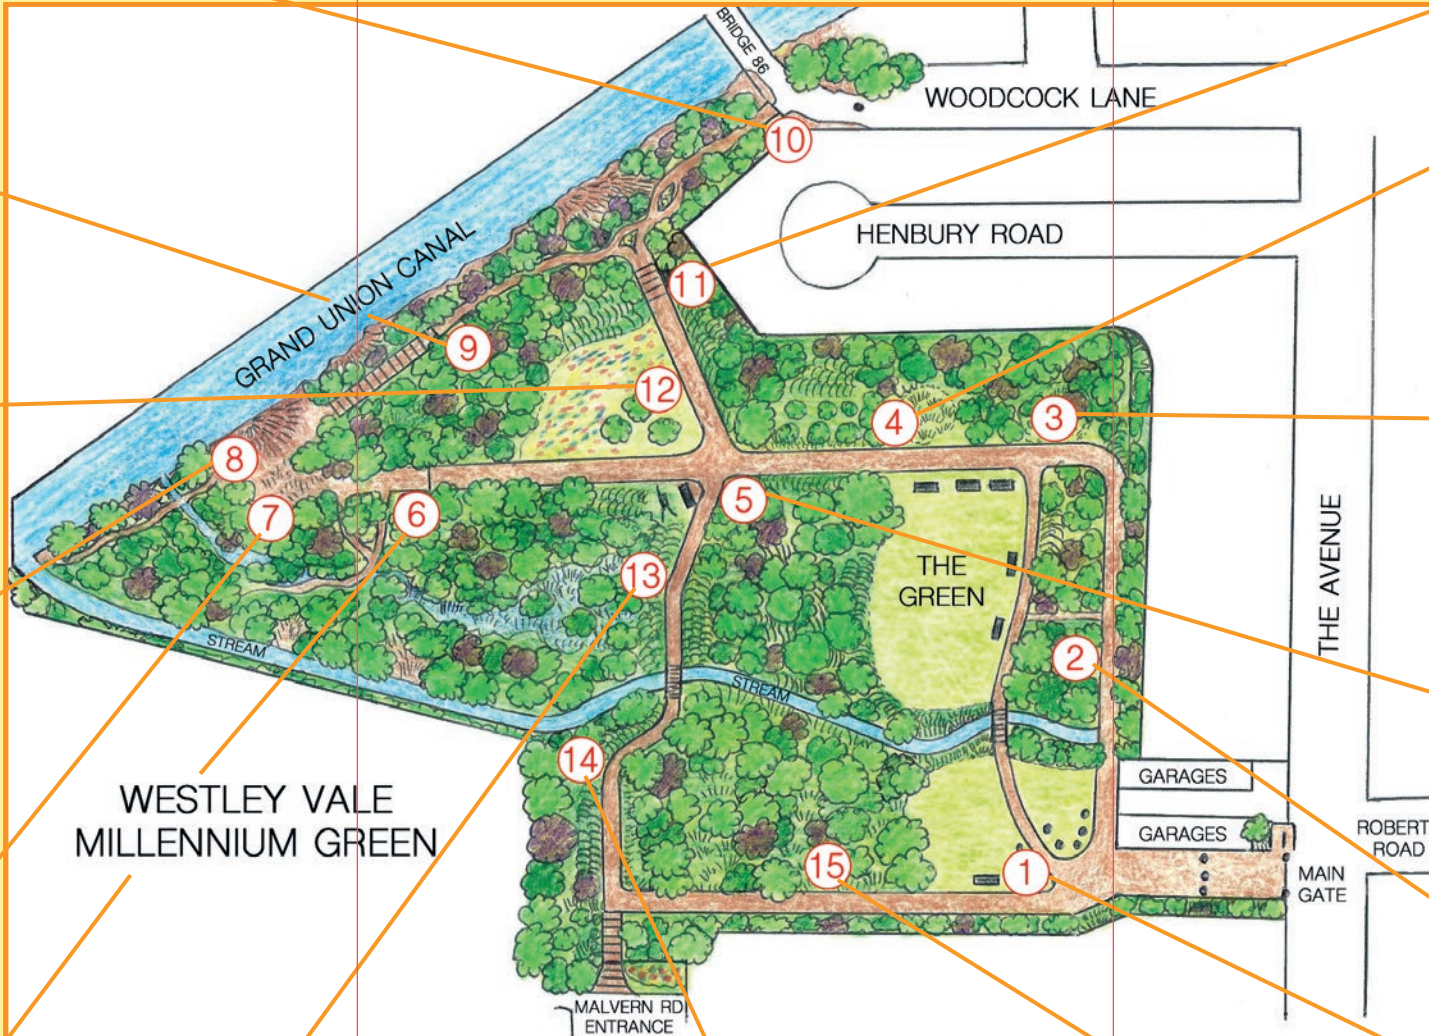 BRIDGE 86
WOODCOCK LANE
10
HENBURY ROAD
GRAND UNION CANAL
11
9
12
4
3
8
5
7
6
THE AVENUE
13
THE
GREEN
STREAM
2
STREAM
14
WESTLEY VALE
MILLENNIUM GREEN
GARAGES
GARAGES
ROBERT
ROAD
15
1
MAIN
GATE
MALVERN RD
ENTRANCE